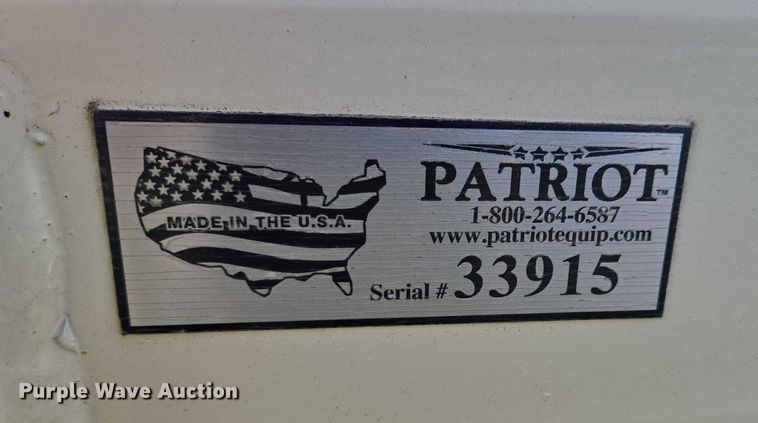 MADE IN THE U.S.A.
PATRIOT™
1-800-264-6587
www.patriotequip.com
Serial # 33915
Purple Wave Auction